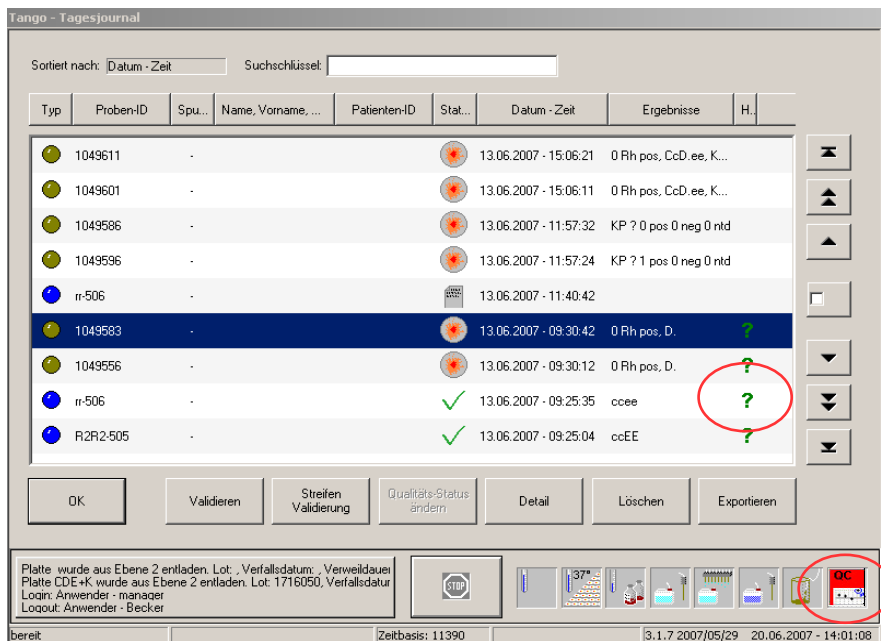 Tango - Tagesjournal
Sortiert nach: Datum - Zeit Suchschlüssel:
Typ Proben-ID Spu... Name, Vorname, ... Patienten-ID Stat... Datum - Zeit Ergebnisse H..
1049611 - 13.06.2007 - 15:06:21 0 Rh pos, CcD.ee, K...
1049601 - 13.06.2007 - 15:06:11 0 Rh pos, CcD.ee, K...
1049586 - 13.06.2007 - 11:57:32 KP ? 0 pos 0 neg 0 ntd
1049596 - 13.06.2007 - 11:57:24 KP ? 1 pos 0 neg 0 ntd
rr-506 - 13.06.2007 - 11:40:42
1049583 - 13.06.2007 - 09:30:42 0 Rh pos, D. ?
1049556 - 13.06.2007 - 09:30:12 0 Rh pos, D. ?
rr-506 - 13.06.2007 - 09:25:35 ccee ?
R2R2-505 - 13.06.2007 - 09:25:04 ccEE ?
OK Validieren Streifen Validierung Qualitäts-Status ändern Detail Löschen Exportieren
Platte wurde aus Ebene 2 entladen. Lot: , Verfallsdatum: , Verweildauer
Platte CDE+K wurde aus Ebene 2 entladen. Lot: 1716050, Verfallsdatur
Login: Anwender - manager
Logout: Anwender - Becker
STOP 37° QC
bereit Zeitbasis: 11390 3.1.7 2007/05/29 20.06.2007 - 14:01:08